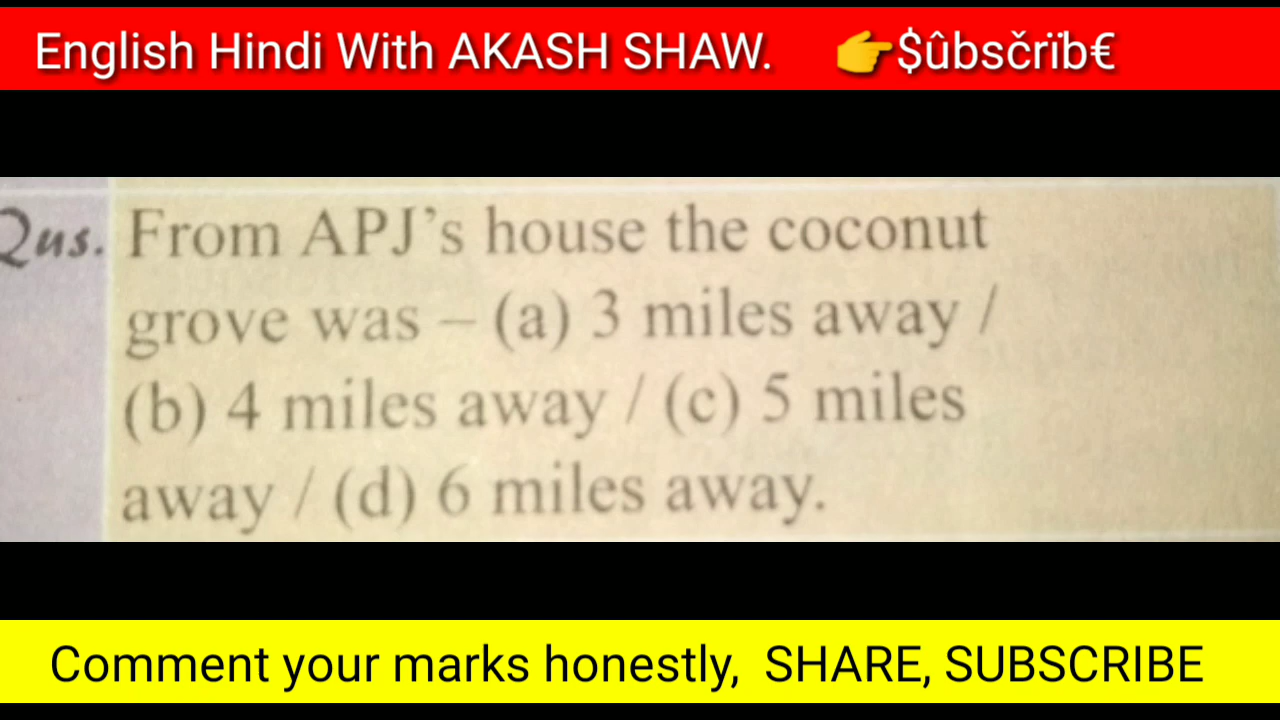 English Hindi With AKASH SHAW. 👉$ûbsčrïb€
Qus. From APJ's house the coconut
grove was – (a) 3 miles away /
(b) 4 miles away / (c) 5 miles
away / (d) 6 miles away.
Comment your marks honestly, SHARE, SUBSCRIBE